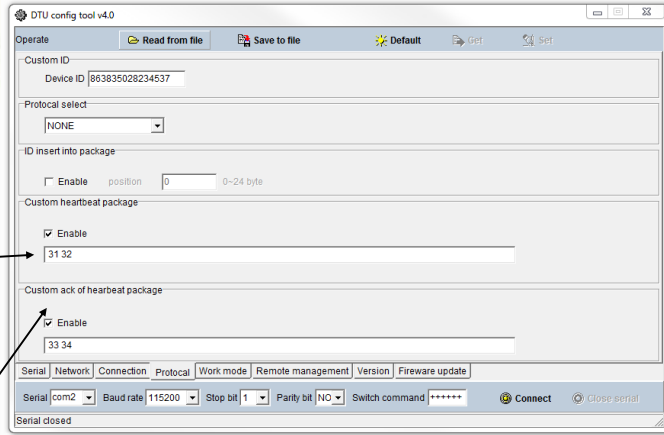 DTU config tool v4.0
Operate Read from file Save to file Default Get Set
Custom ID
Device ID 863835028234537
Protocal select
NONE
ID insert into package
Enable position 0 0~24 byte
Custom heartbeat package
Enable
31 32
Custom ack of hearbeat package
Enable
33 34
Serial Network Connection Protocal Work mode Remote management Version Fireware update
Serial com2 Baud rate 115200 Stop bit 1 Parity bit NO Switch command ++++++ Connect Close serial
Serial closed